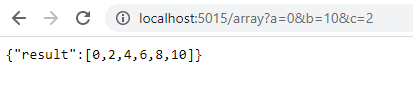 localhost:5015/array?a=0&b=10&c=2
{"result":[0,2,4,6,8,10]}